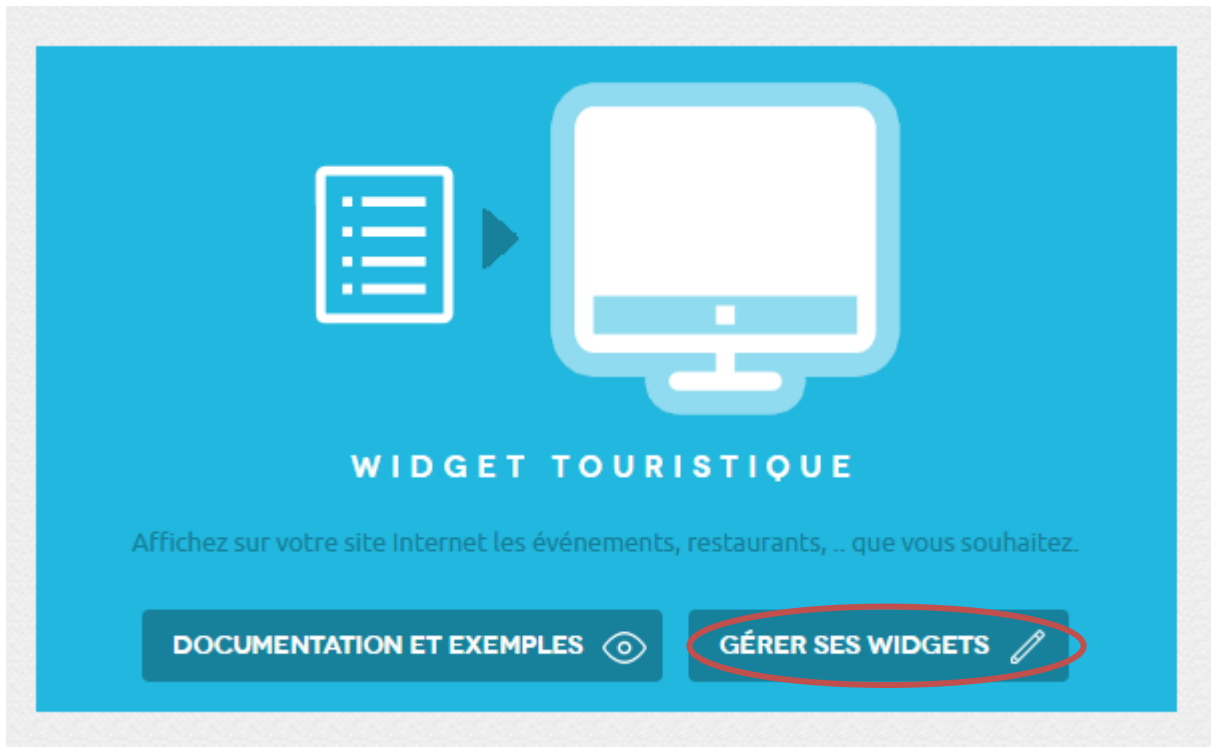 WIDGET TOURISTIQUE
Affichez sur votre site Internet les événements, restaurants, .. que vous souhaitez.
DOCUMENTATION ET EXEMPLES
GÉRER SES WIDGETS